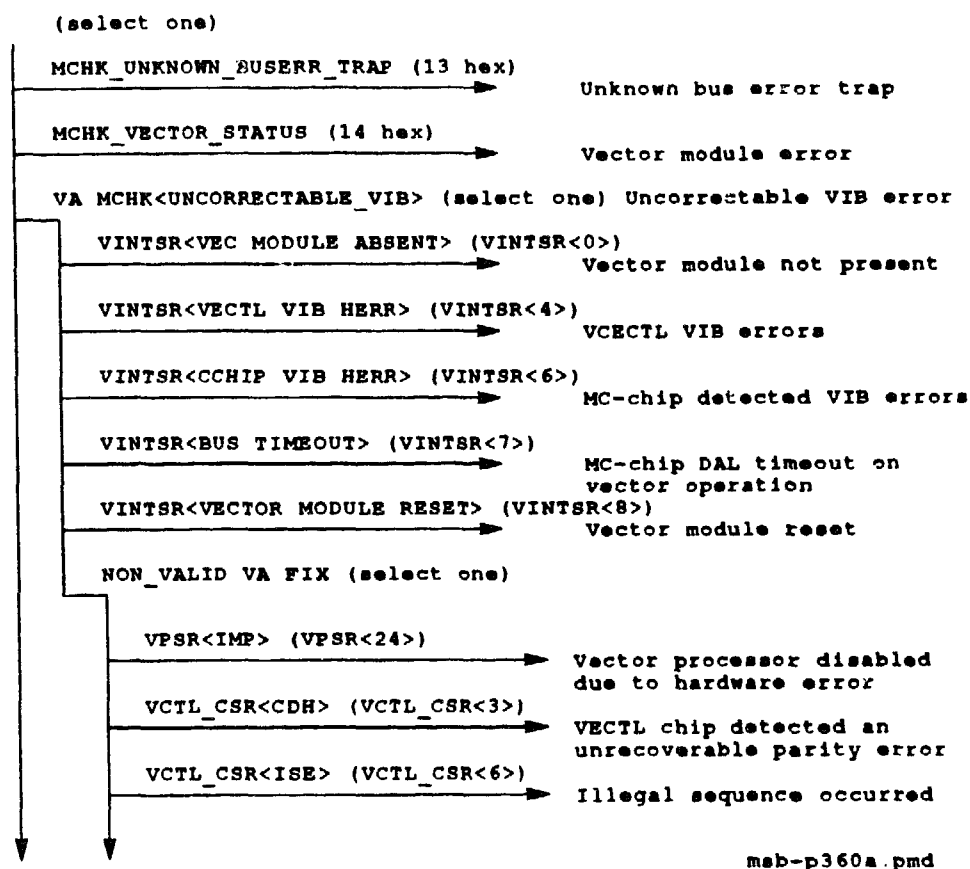 (select one)
MCHK_UNKNOWN_BUSERR_TRAP (13 hex)
Unknown bus error trap
MCHK_VECTOR_STATUS (14 hex)
Vector module error
VA MCHK<UNCORRECTABLE_VIB> (select one) Uncorrectable VIB error
VINTSR<VEC MODULE ABSENT> (VINTSR<0>)
Vector module not present
VINTSR<VECTL VIB HERR> (VINTSR<4>)
VCECTL VIB errors
VINTSR<CCHIP VIB HERR> (VINTSR<6>)
MC-chip detected VIB errors
VINTSR<BUS TIMEOUT> (VINTSR<7>)
MC-chip DAL timeout on
vector operation
VINTSR<VECTOR MODULE RESET> (VINTSR<8>)
Vector module reset
NON_VALID VA FIX (select one)
VPSR<IMP> (VPSR<24>)
Vector processor disabled
due to hardware error
VCTL_CSR<CDH> (VCTL_CSR<3>)
VECTL chip detected an
unrecoverable parity error
VCTL_CSR<ISE> (VCTL_CSR<6>)
Illegal sequence occurred
msb-p360a.pmd